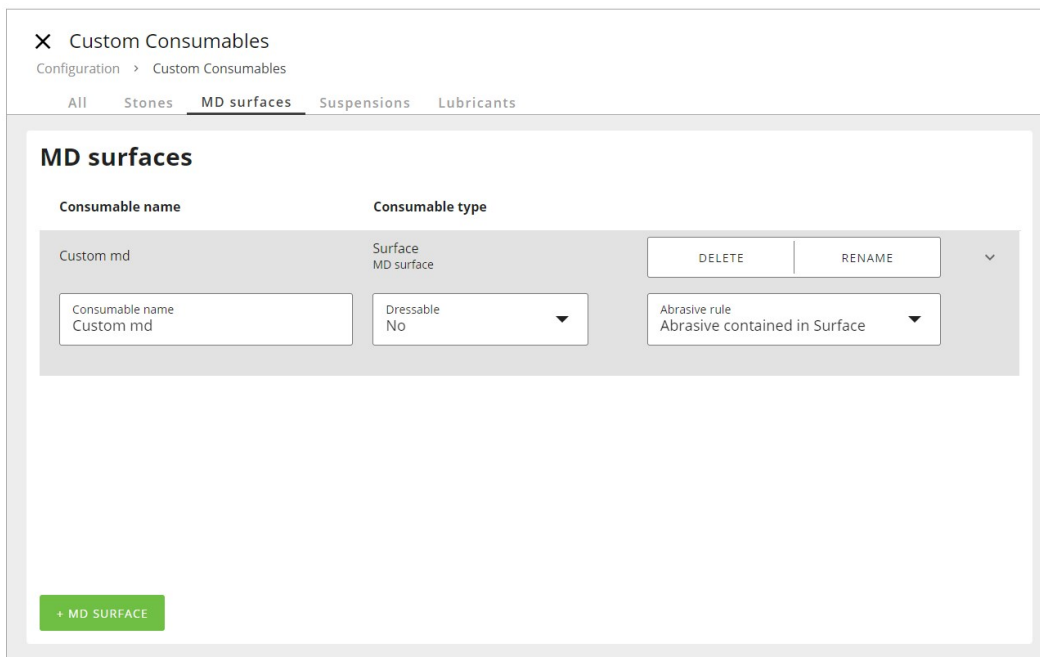 Custom Consumables
Configuration > Custom Consumables
All Stones MD surfaces Suspensions Lubricants
MD surfaces
Consumable name Consumable type
Custom md
Surface
MD surface
DELETE RENAME
Consumable name
Custom md
Dressable
No
Abrasive rule
Abrasive contained in Surface
+ MD SURFACE